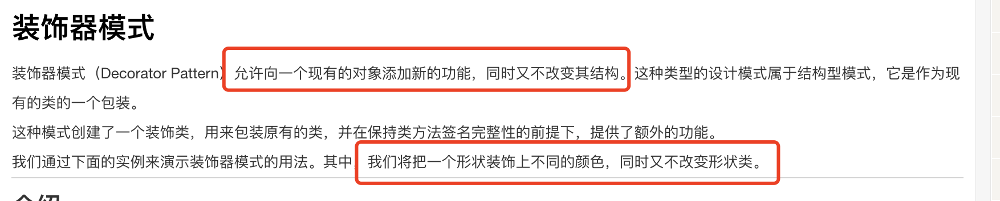 装饰器模式
装饰器模式（Decorator Pattern）允许向一个现有的对象添加新的功能，同时又不改变其结构。这种类型的设计模式属于结构型模式，它是作为现
有的类的一个包装。
这种模式创建了一个装饰类，用来包装原有的类，并在保持类方法签名完整性的前提下，提供了额外的功能。
我们通过下面的实例来演示装饰器模式的用法。其中，我们将把一个形状装饰上不同的颜色，同时又不改变形状类。